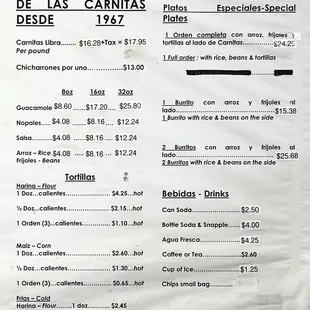 DE LAS CARNITAS
DESDE 1967
Carnitas Libra...... $16.28+Tax = $17.95
Per pound
Chicharrones por uno.............$13.00
8oz 16oz 32oz
Guacamole $8.60 .....$17.20.... $25.80
Nopales.....$4.08 ..... $8.16 ... $12.24
Salsa..........$4.08 ..... $8.16 ... $12.24
Arroz – Rice.$4.08 ..... $8.16 ... $12.24
Frijoles - Beans
Tortillas
Harina – Flour
1 Doz...calientes..................$4.25...hot
½ Doz...calientes..................$2.15...hot
1 Orden (3)...calientes.........$1.10...hot
Maiz – Corn
1 Doz...calientes..................$2.60...hot
½ Doz...calientes..................$1.30...hot
1 Orden (3)...calientes.........$0.65...hot
Frias – Cold
Harina – Flour.......1 doz...$2.45
Platos Especiales-Special
Plates
1 Orden completa con arroz, frijoles
tortillas al lado de Carnitas..............$24.20
1 Full order : with rice, beans & tortillas
1 Burrito con arroz y frijoles al
lado...............................................$15.38
1 Burrito with rice & beans on the side
2 Burritos con arroz y frijoles al
lado...............................................$25.68
2 Burritos with rice & beans on the side
Bebidas - Drinks
Can Soda.......................$2.50
Bottle Soda & Snapple.....$4.00
Agua Fresca..................$4.25
Coffee or Tea................$2.60
Cup of Ice.....................$1.25
Chips small bag............